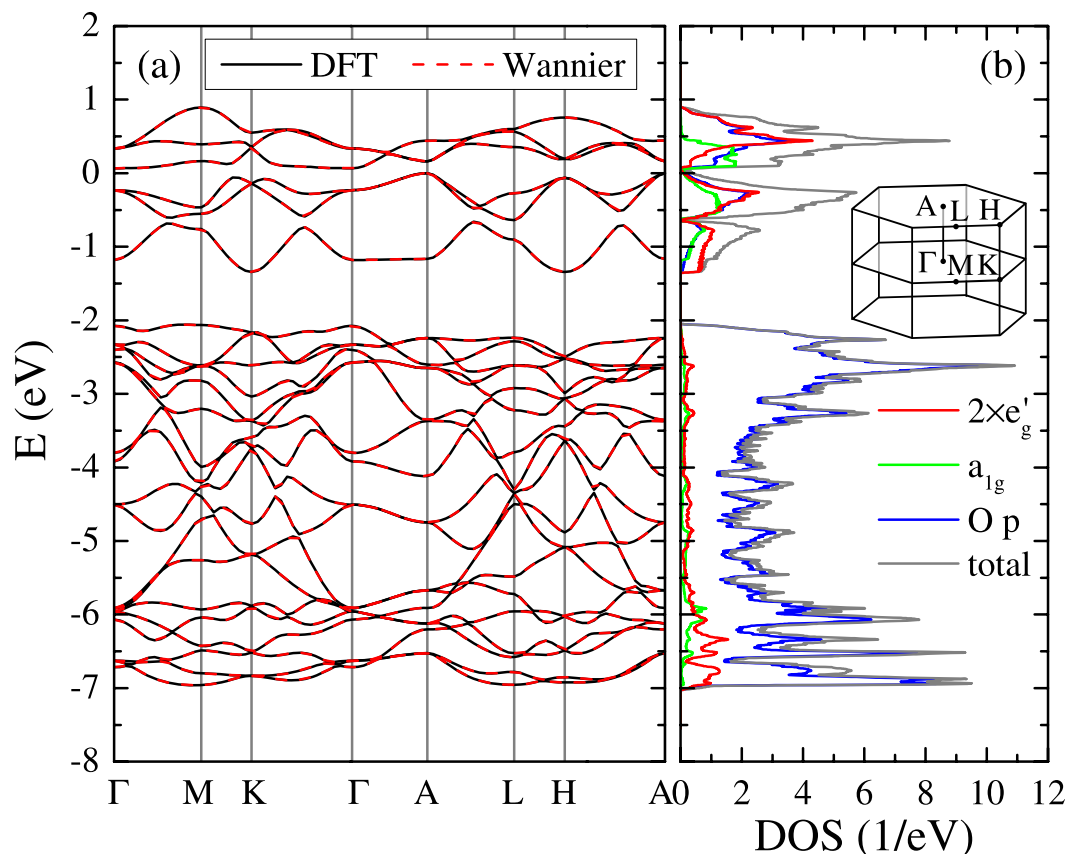 (a)
DFT
Wannier
(b)
E (eV)
2
1
0
-1
-2
-3
-4
-5
-6
-7
-8
Γ M K Γ A L H A
A L H
Γ M K
2×e'g
a1g
O p
total
0 2 4 6 8 10 12
DOS (1/eV)